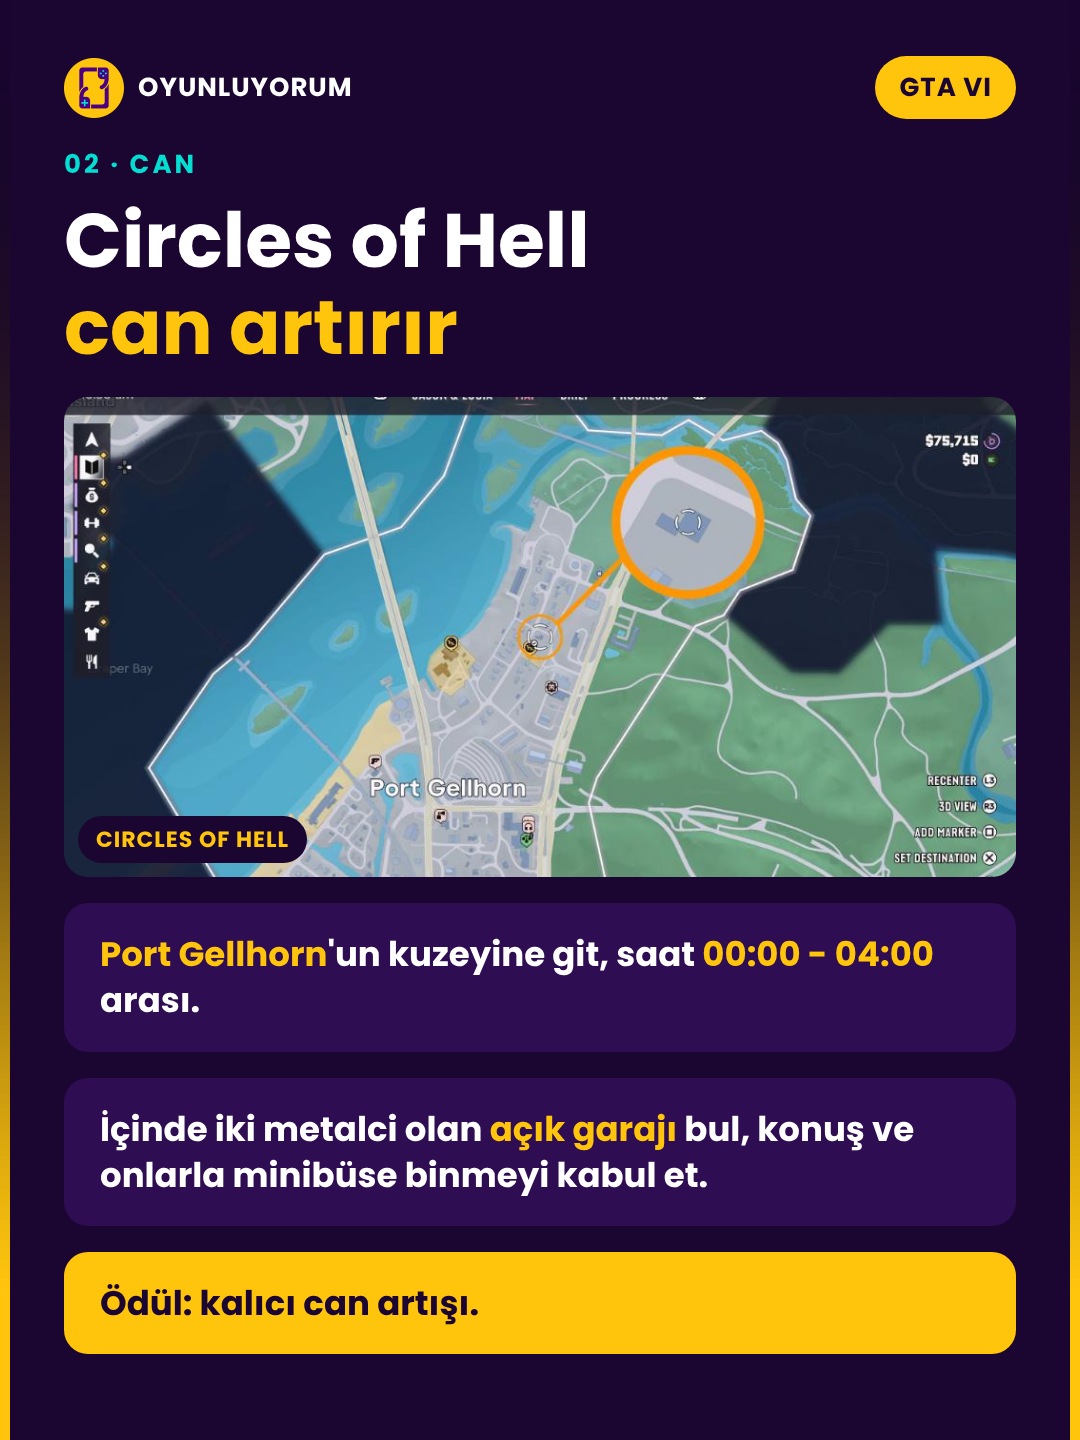 OYUNLUYORUM
GTA VI
02 · CAN
Circles of Hell
can artırır
$75,715
$0
RECENTER L3
3D VIEW R3
ADD MARKER
SET DESTINATION
Port Gellhorn
CIRCLES OF HELL
Port Gellhorn'un kuzeyine git, saat 00:00 - 04:00
arası.
İçinde iki metalci olan açık garajı bul, konuş ve
onlarla minibüse binmeyi kabul et.
Ödül: kalıcı can artışı.